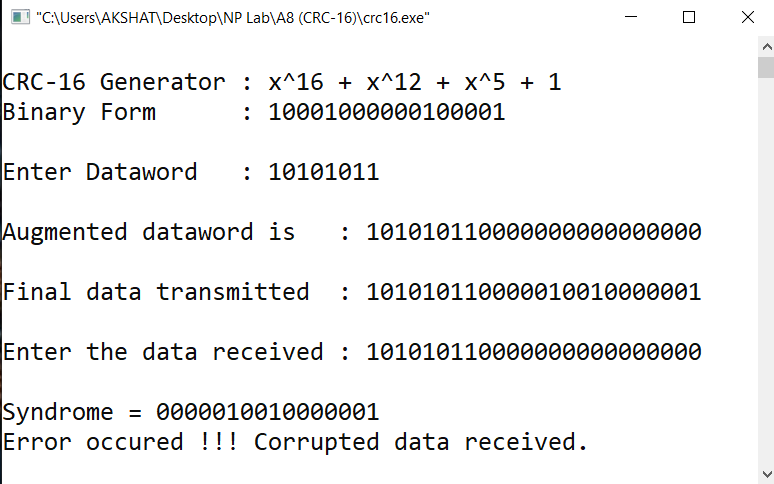 "C:\Users\AKSHAT\Desktop\NP Lab\A8 (CRC-16)\crc16.exe"
CRC-16 Generator : x^16 + x^12 + x^5 + 1
Binary Form      : 10001000000100001
Enter Dataword   : 10101011
Augmented dataword is   : 101010110000000000000000
Final data transmitted  : 101010110000010010000001
Enter the data received : 101010110000000000000000
Syndrome = 0000010010000001
Error occured !!! Corrupted data received.